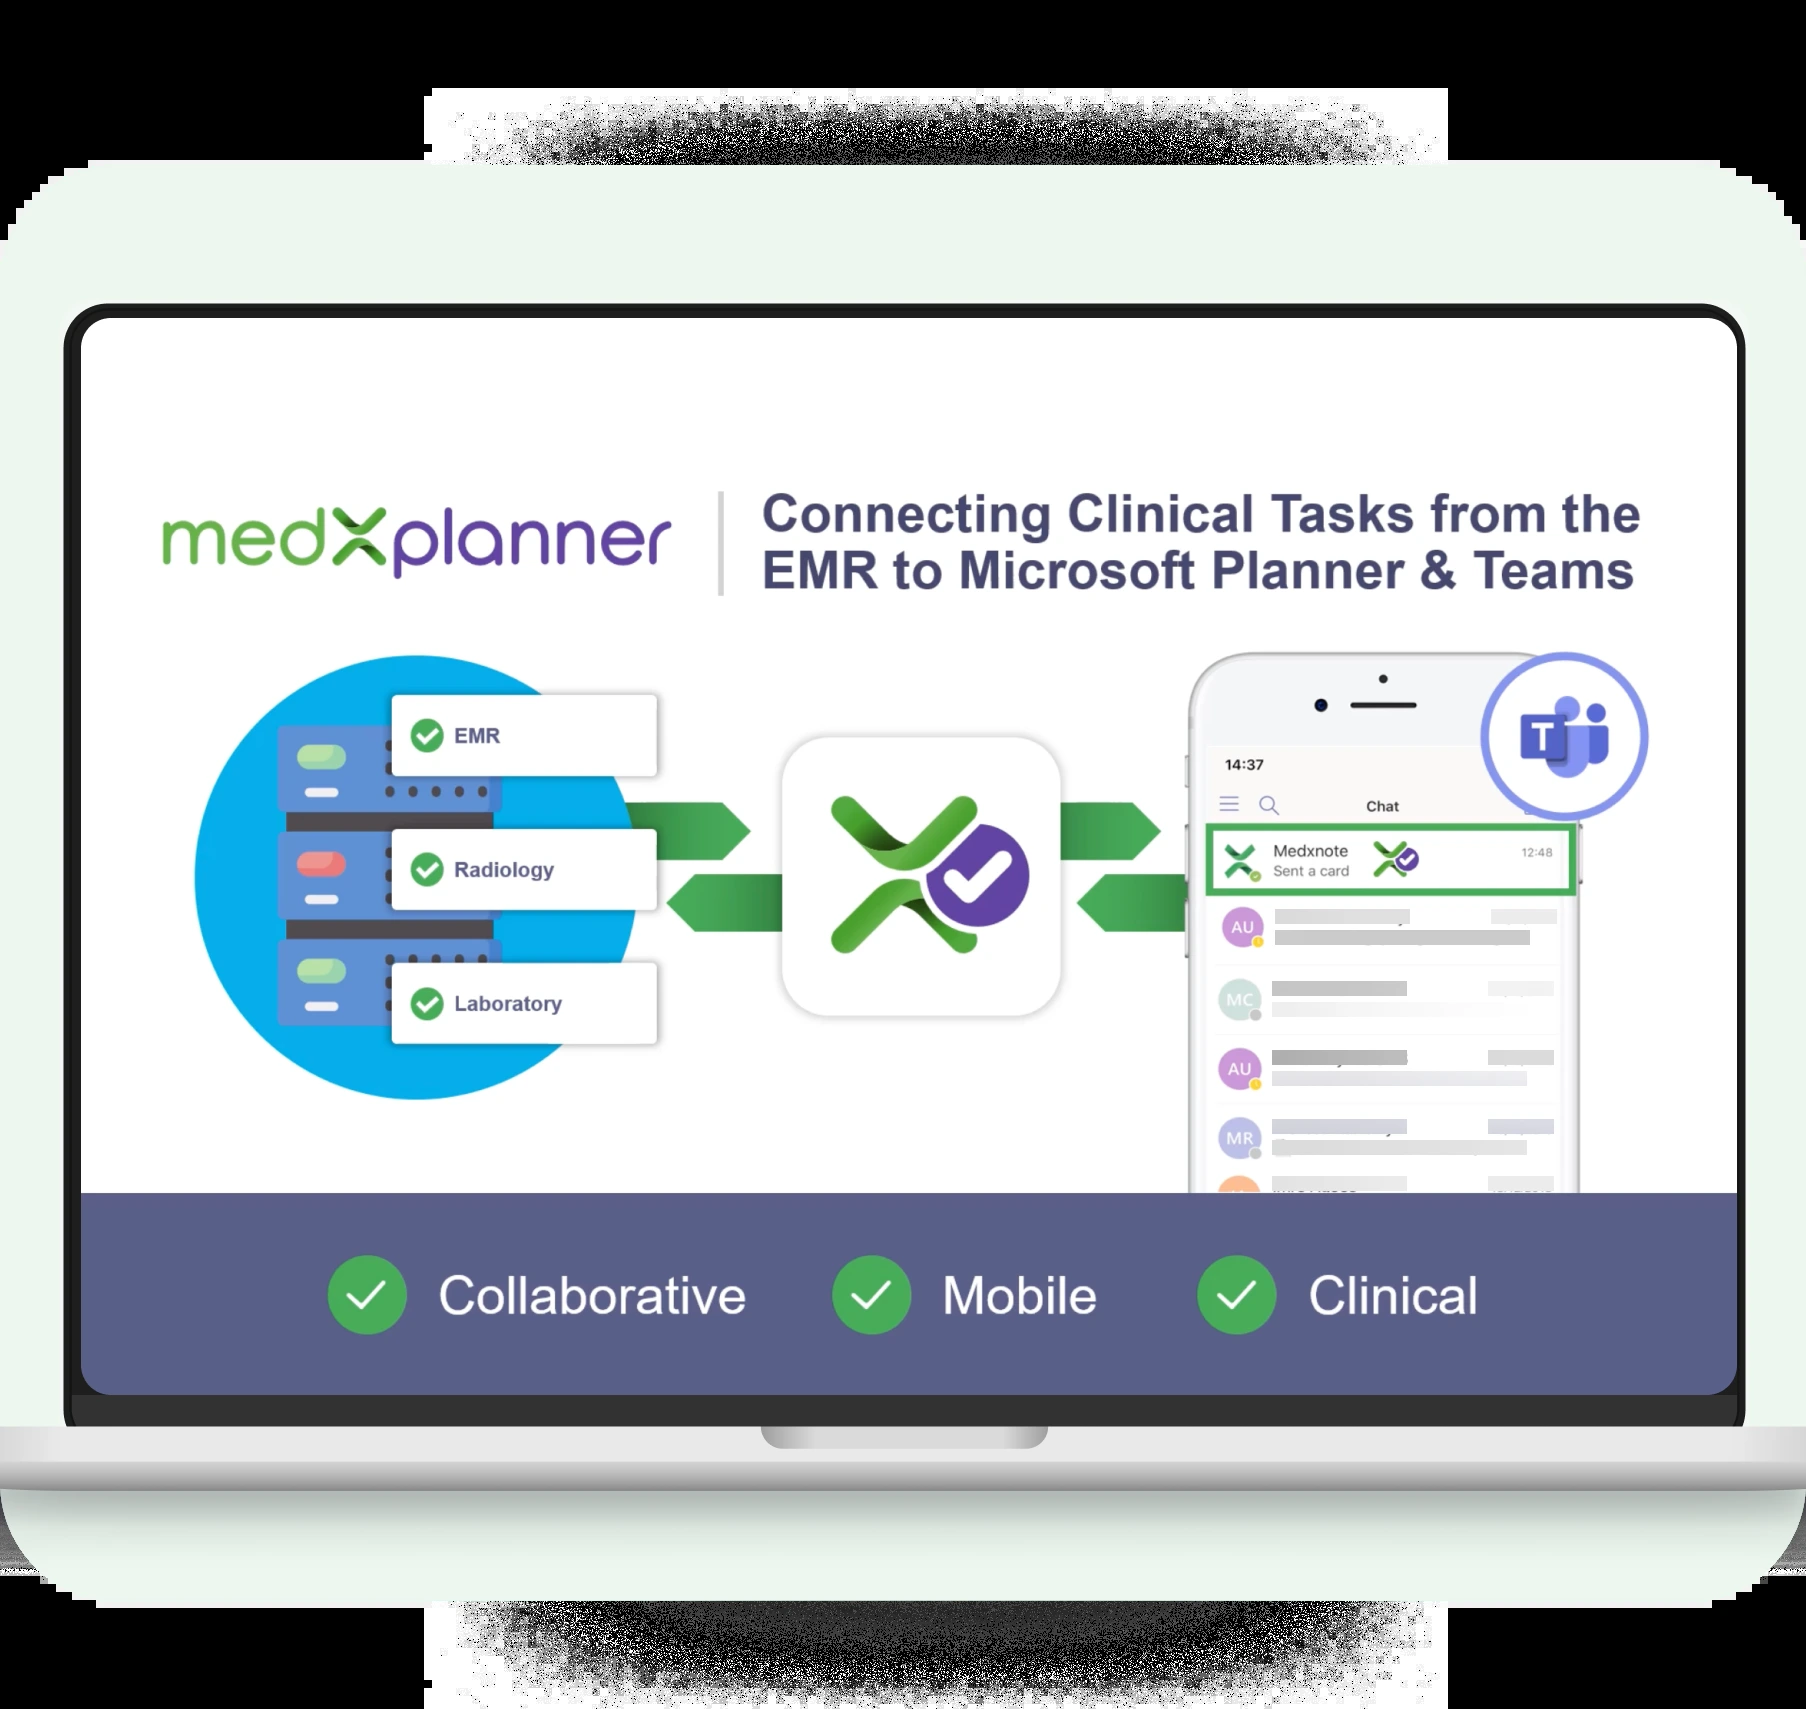 medxplanner
Connecting Clinical Tasks from the
EMR to Microsoft Planner & Teams
EMR
Radiology
Laboratory
T
14:37
Chat
Medxnote
Sent a card
12:48
AU
MC
AU
MR
Collaborative
Mobile
Clinical